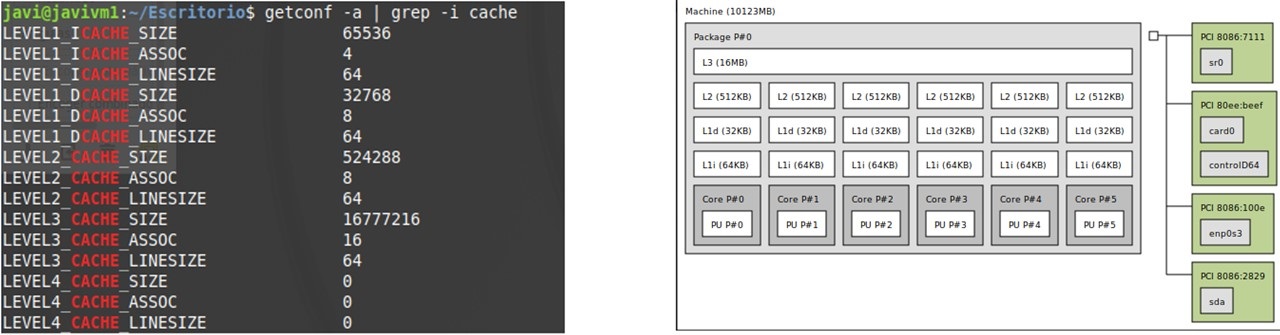 javi@javivm1:~/Escritorio$ getconf -a | grep -i cache
LEVEL1_ICACHE_SIZE 65536
LEVEL1_ICACHE_ASSOC 4
LEVEL1_ICACHE_LINESIZE 64
LEVEL1_DCACHE_SIZE 32768
LEVEL1_DCACHE_ASSOC 8
LEVEL1_DCACHE_LINESIZE 64
LEVEL2_CACHE_SIZE 524288
LEVEL2_CACHE_ASSOC 8
LEVEL2_CACHE_LINESIZE 64
LEVEL3_CACHE_SIZE 16777216
LEVEL3_CACHE_ASSOC 16
LEVEL3_CACHE_LINESIZE 64
LEVEL4_CACHE_SIZE 0
LEVEL4_CACHE_ASSOC 0
LEVEL4_CACHE_LINESIZE 0
Machine (10123MB)
Package P#0
L3 (16MB)
L2 (512KB) L2 (512KB) L2 (512KB) L2 (512KB) L2 (512KB) L2 (512KB)
L1d (32KB) L1d (32KB) L1d (32KB) L1d (32KB) L1d (32KB) L1d (32KB)
L1i (64KB) L1i (64KB) L1i (64KB) L1i (64KB) L1i (64KB) L1i (64KB)
Core P#0 Core P#1 Core P#2 Core P#3 Core P#4 Core P#5
PU P#0 PU P#1 PU P#2 PU P#3 PU P#4 PU P#5
PCI 8086:7111
sr0
PCI 80ee:beef
card0
controlD64
PCI 8086:100e
enp0s3
PCI 8086:2829
sda